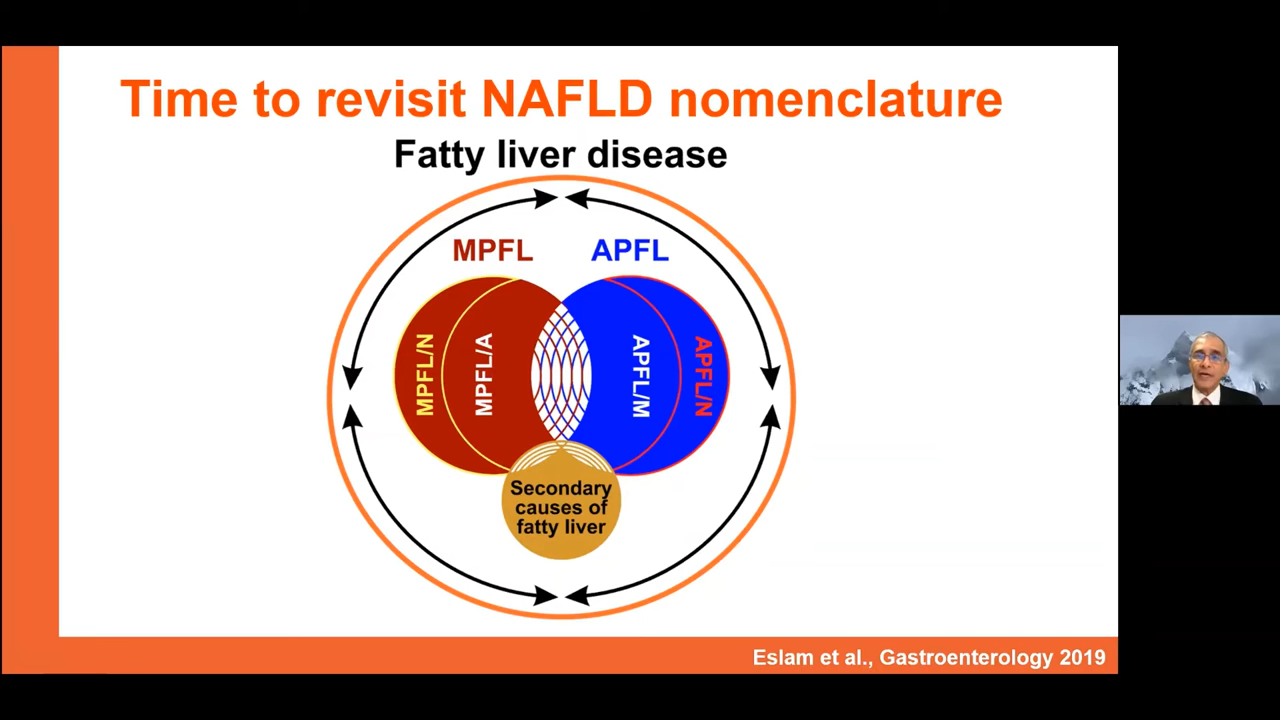 Time to revisit NAFLD nomenclature
Fatty liver disease
MPFL
APFL
MPFL/N
MPFL/A
APFL/M
APFL/N
Secondary
causes of
fatty liver
Eslam et al., Gastroenterology 2019